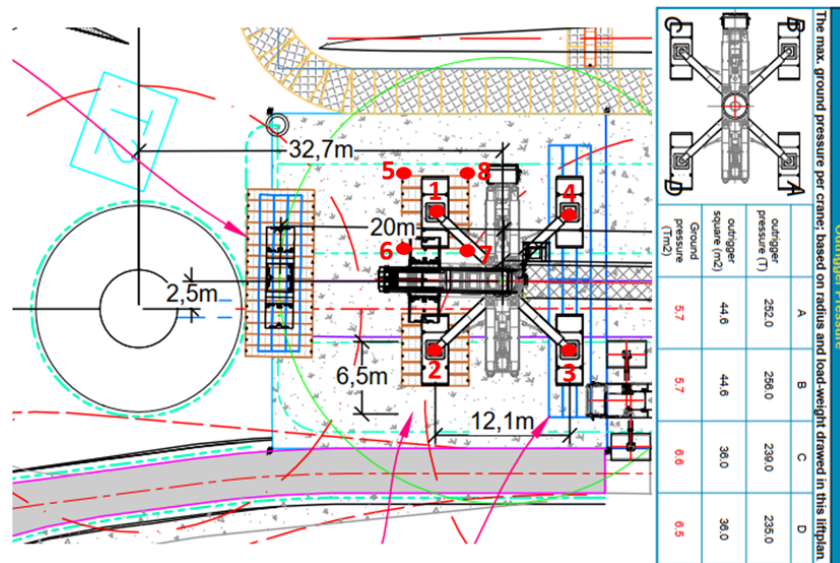 32,7m
5
8
1
4
20m
6
7
2,5m
2
3
6,5m
12,1m
T2
C
B
D
A
The max. ground pressure per crane; based on radius and load-weight drawed in this liftplan.
A
B
C
D
outrigger pressure (T)
252.0
256.0
239.0
235.0
outrigger square (m2)
44.6
44.6
36.0
36.0
Ground pressure (Tm2)
5.7
5.7
6.6
6.5